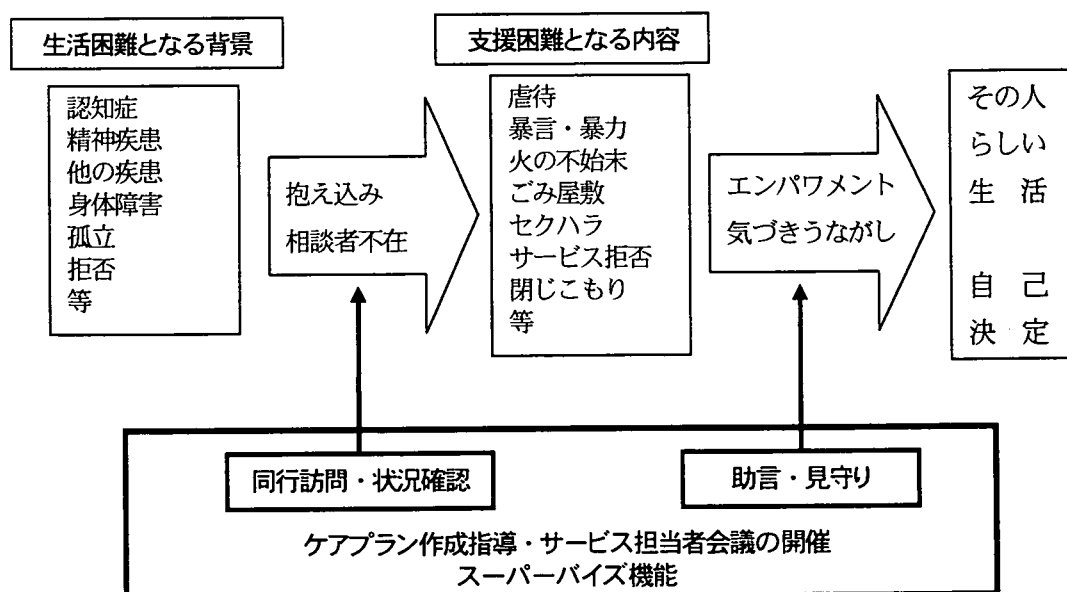 生活困難となる背景
認知症
精神疾患
他の疾患
身体障害
孤立
拒否
等
抱え込み
相談者不在
支援困難となる内容
虐待
暴言・暴力
火の不始末
ごみ屋敷
セクハラ
サービス拒否
閉じこもり
等
エンパワメント
気づきうながし
その人
らしい
生　活
自　己
決　定
同行訪問・状況確認
助言・見守り
ケアプラン作成指導・サービス担当者会議の開催
スーパーバイズ機能